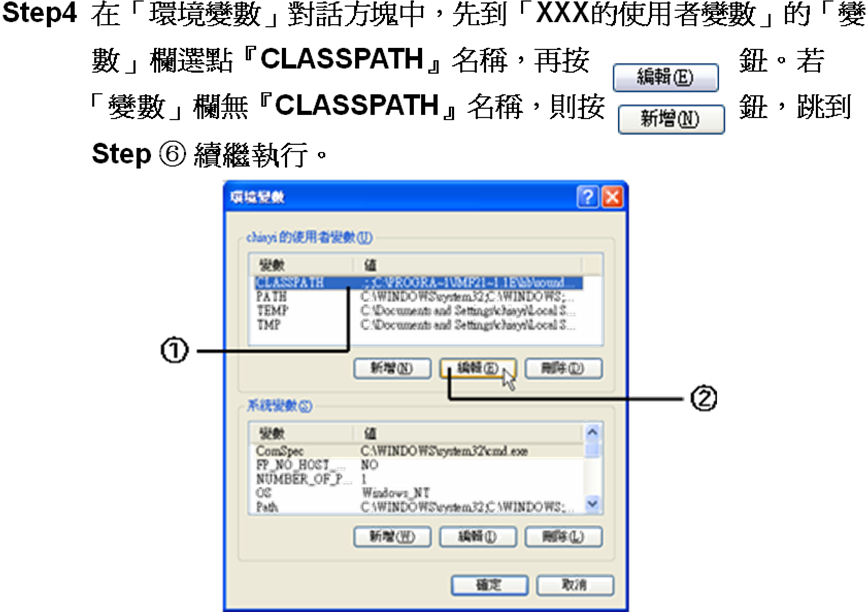 Step4 在「環境變數」對話方塊中，先到「XXX的使用者變數」的「變
數」欄選點『CLASSPATH』名稱，再按 編輯(E) 鈕。若
「變數」欄無『CLASSPATH』名稱，則按 新增(N) 鈕，跳到
Step ⑥ 續繼執行。
環境變數
chiayi 的使用者變數(U)
變數 值
CLASSPATH .;C:\PROGRA~1\JMP21~1.1E\lib\sound...
PATH C:\WINDOWS\system32;C:\WINDOWS;...
TEMP C:\Documents and Settings\chiayi\Local S...
TMP C:\Documents and Settings\chiayi\Local S...
①
新增(N) 編輯(E) 刪除(D)
②
系統變數(S)
變數 值
ComSpec C:\WINDOWS\system32\cmd.exe
FP_NO_HOST_... NO
NUMBER_OF_P... 1
OS Windows_NT
Path C:\WINDOWS\system32;C:\WINDOWS;...
新增(W) 編輯(I) 刪除(L)
確定 取消